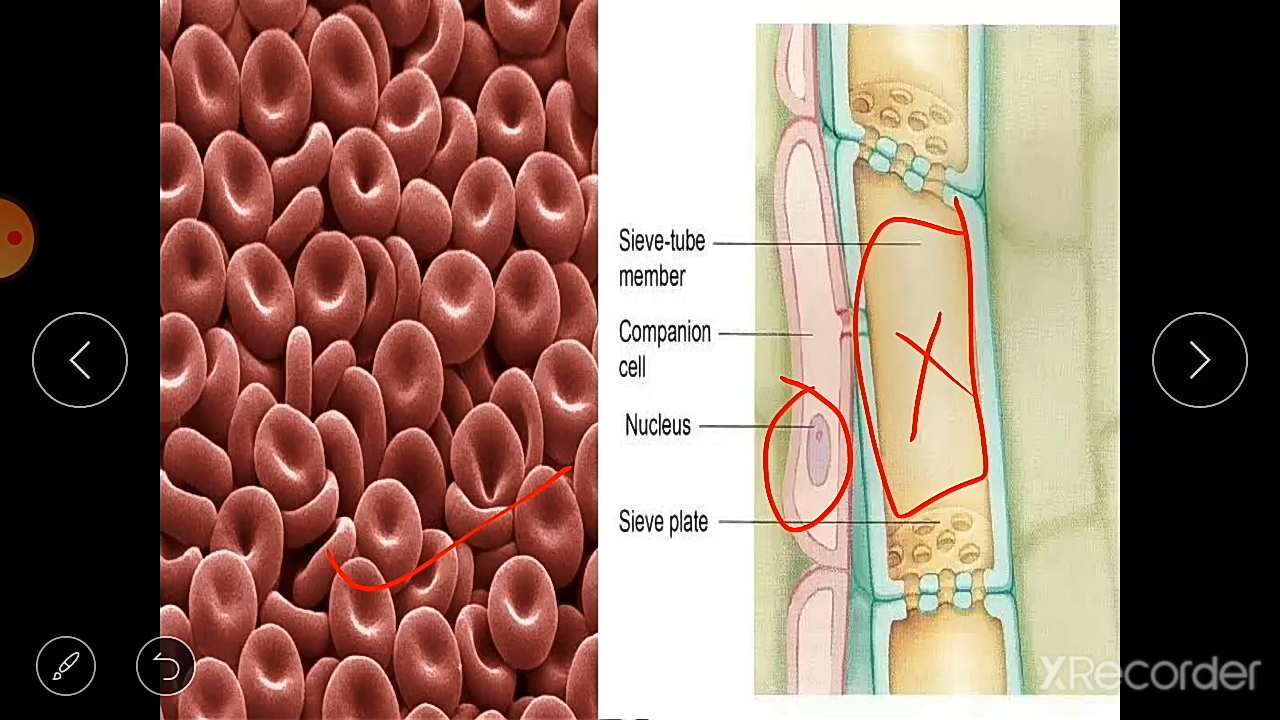 Sieve-tube
member
Companion
cell
Nucleus
Sieve plate
XRecorder